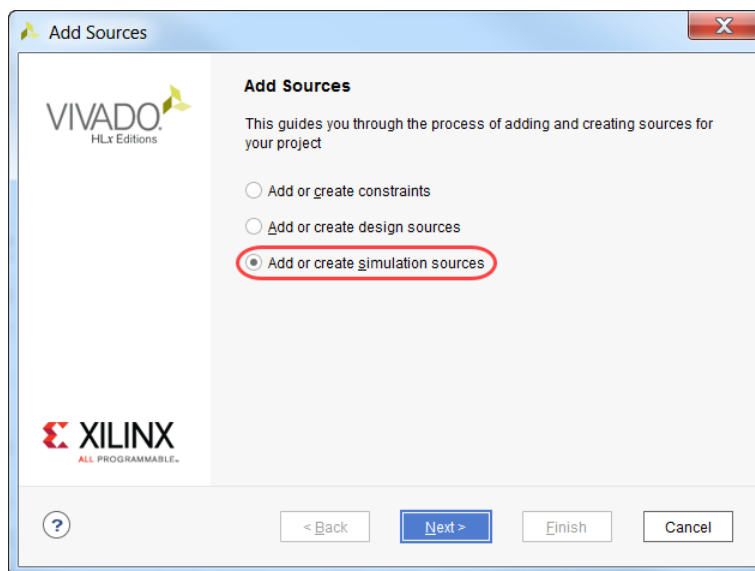 Add Sources
X
VIVADO.
HLx Editions
Add Sources
This guides you through the process of adding and creating sources for
your project
Add or create constraints
Add or create design sources
Add or create simulation sources
XILINX
ALL PROGRAMMABLE™
?
< Back
Next >
Finish
Cancel